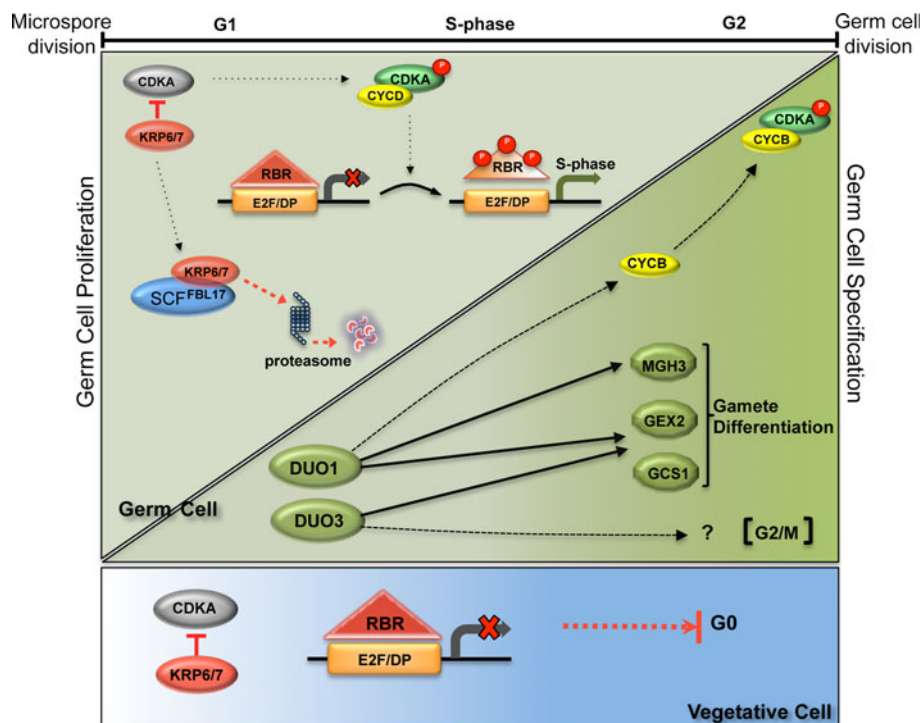 Microspore
division
G1
S-phase
G2
Germ cell
division
CDKA
CDKA
P
CYCD
KRP6/7
RBR
E2F/DP
P P P
RBR
E2F/DP
S-phase
P
CDKA
CYCB
CYCB
KRP6/7
SCF FBL17
proteasome
Germ Cell Proliferation
Germ Cell Specification
MGH3
GEX2
GCS1
Gamete
Differentiation
DUO1
DUO3
Germ Cell
?
[G2/M]
CDKA
KRP6/7
RBR
E2F/DP
G0
Vegetative Cell